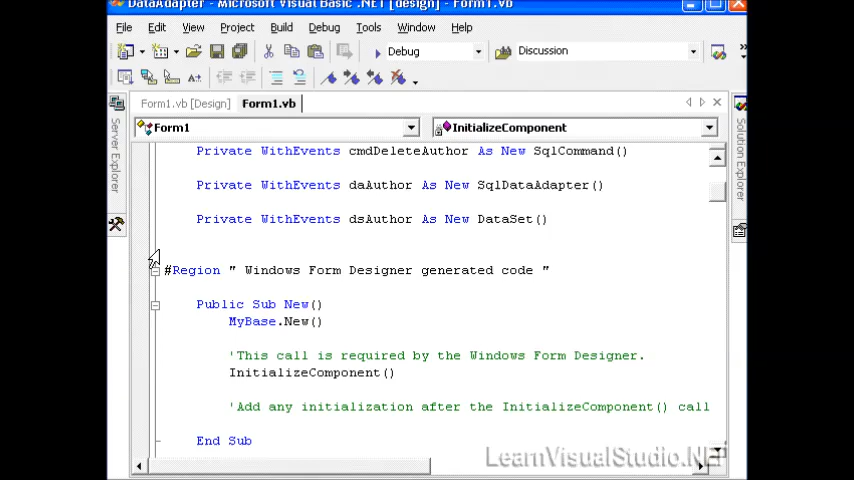 DataAdapter - Microsoft Visual Basic .NET [design] - Form1.vb
File Edit View Project Build Debug Tools Window Help
Debug Discussion
Form1.vb [Design] Form1.vb
Form1 InitializeComponent
Server Explorer
Solution Explorer
Private WithEvents cmdDeleteAuthor As New SqlCommand()
Private WithEvents daAuthor As New SqlDataAdapter()
Private WithEvents dsAuthor As New DataSet()
#Region " Windows Form Designer generated code "
Public Sub New()
MyBase.New()
'This call is required by the Windows Form Designer.
InitializeComponent()
'Add any initialization after the InitializeComponent() call
End Sub
LearnVisualStudio.NET